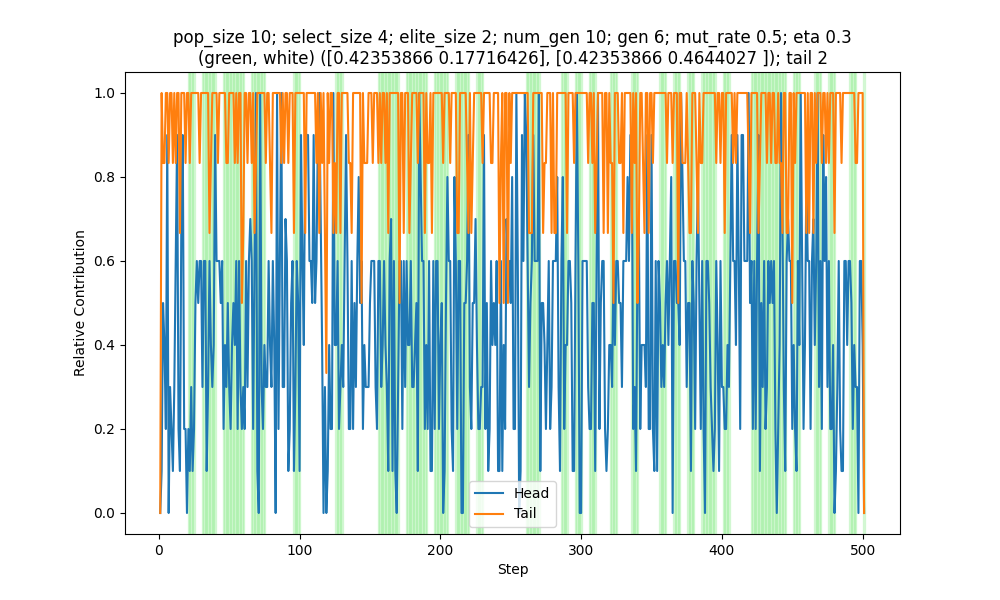 pop_size 10; select_size 4; elite_size 2; num_gen 10; gen 6; mut_rate 0.5; eta 0.3
(green, white) ([0.42353866 0.17716426], [0.42353866 0.4644027 ]); tail 2
1.0
0.8
0.6
0.4
0.2
0.0
Relative Contribution
Head
Tail
0
100
200
300
400
500
Step